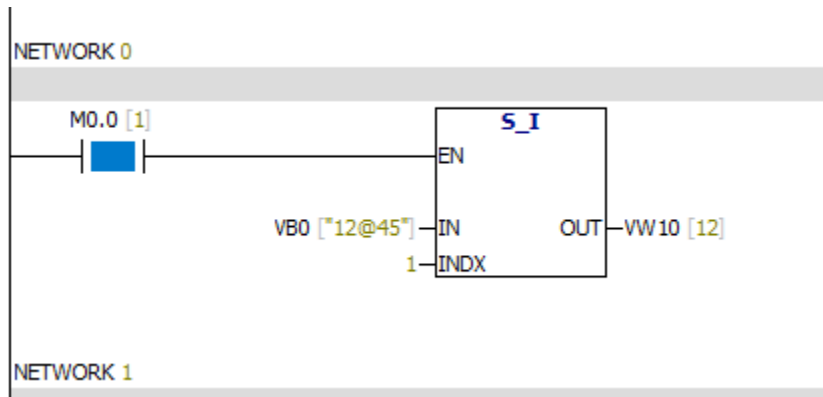 NETWORK 0
M0.0 [1]
S_I
EN
VB0 ["12@45"] IN OUT VW10 [12]
1 INDX
NETWORK 1